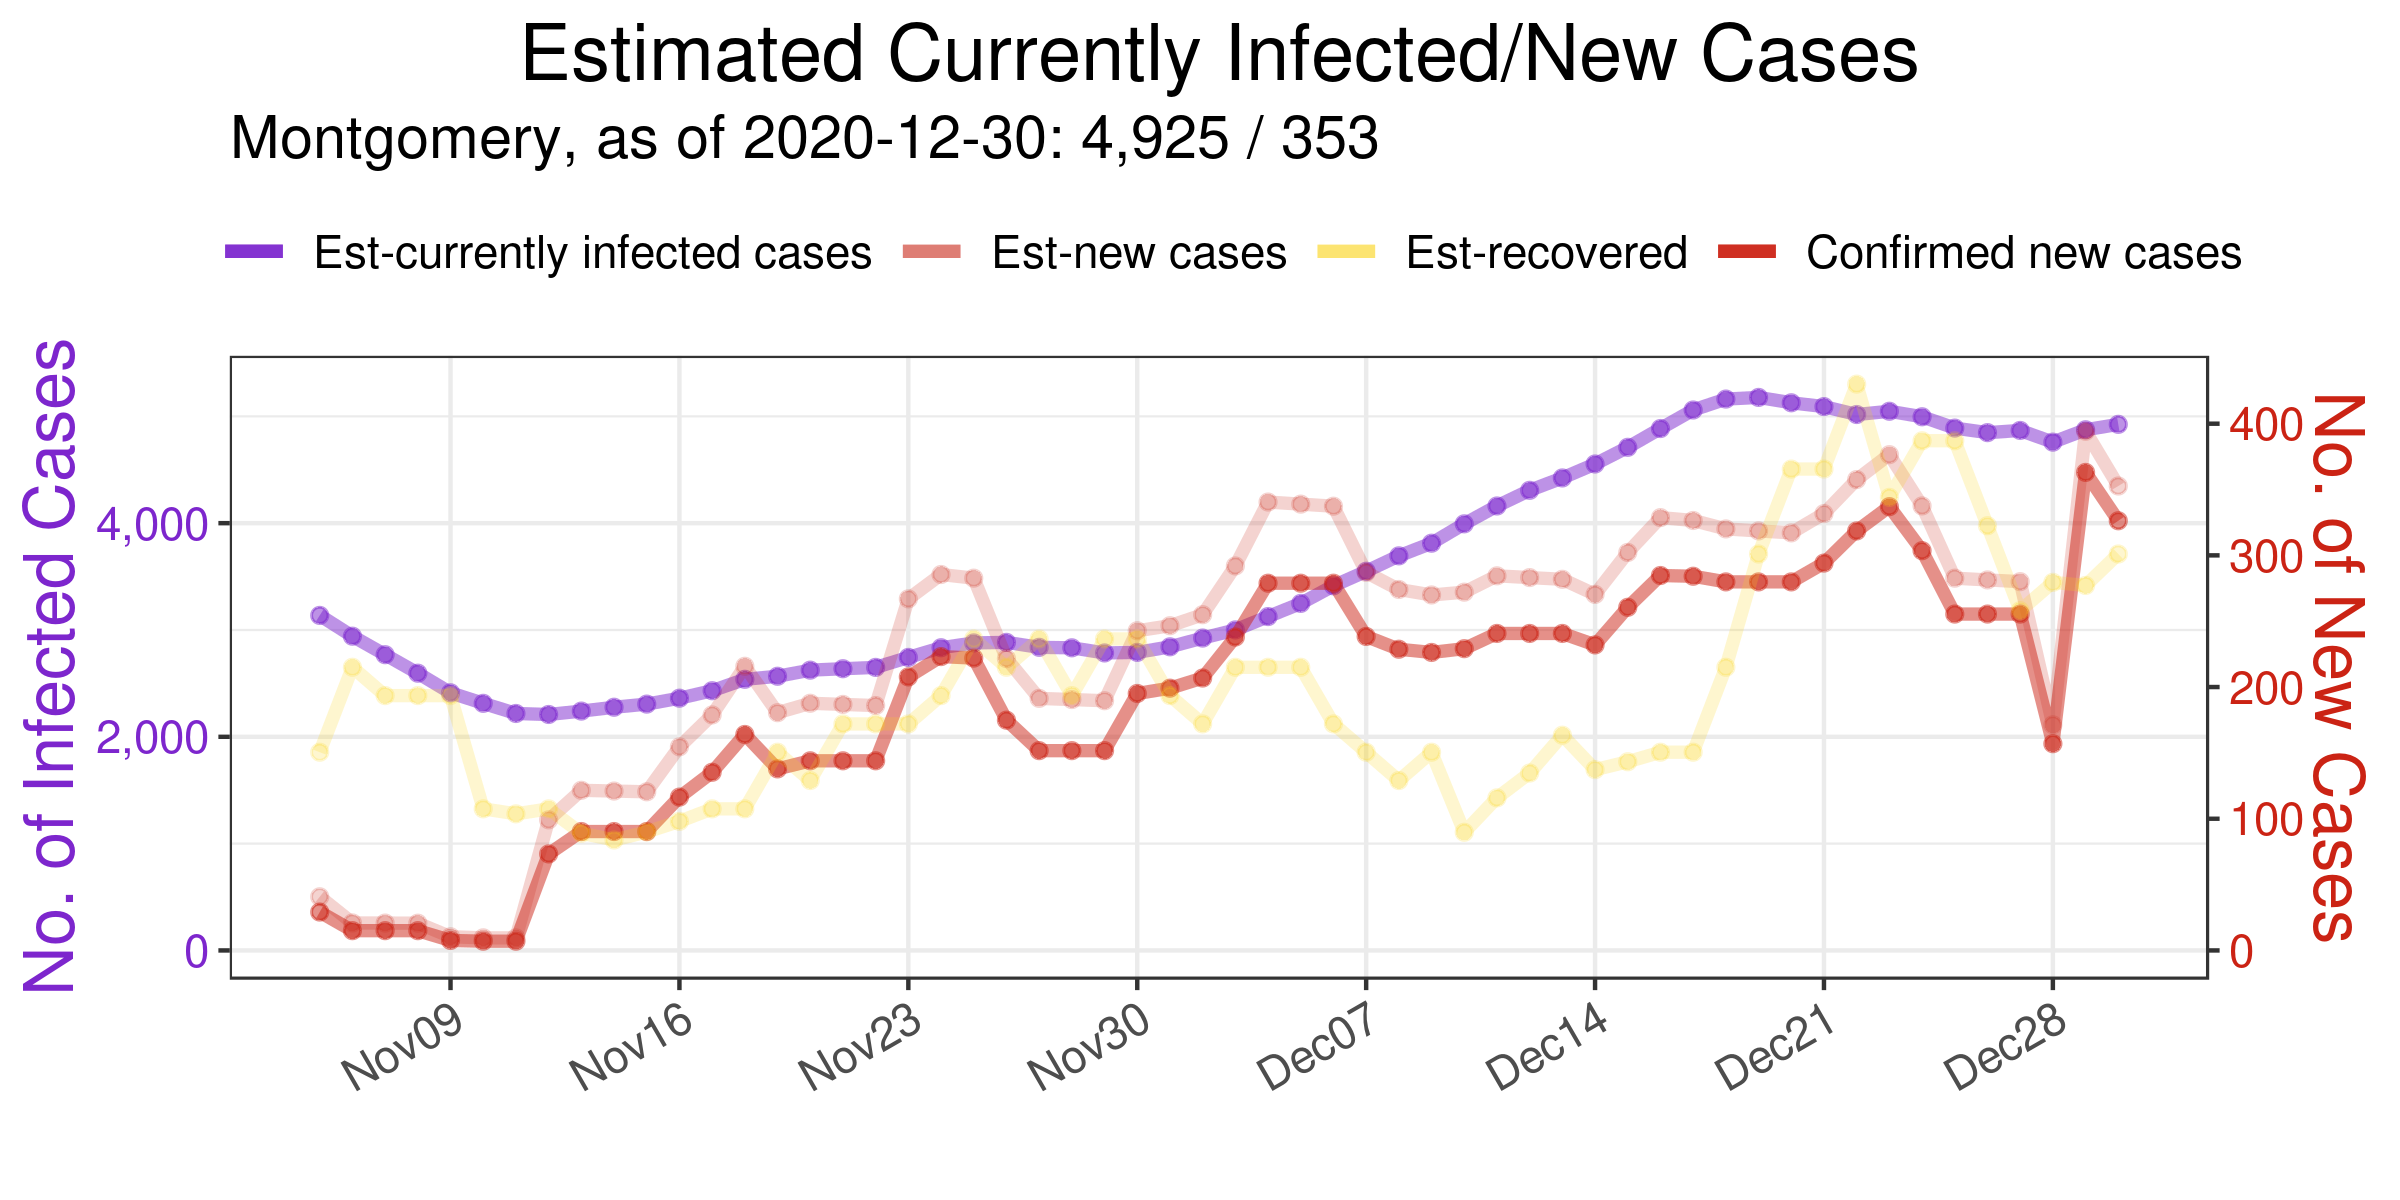 Estimated Currently Infected/New Cases
Montgomery, as of 2020-12-30: 4,925 / 353
Est-currently infected cases Est-new cases Est-recovered Confirmed new cases
No. of Infected Cases
4,000
2,000
0
400
300
200
100
0
No. of New Cases
Nov09 Nov16 Nov23 Nov30 Dec07 Dec14 Dec21 Dec28